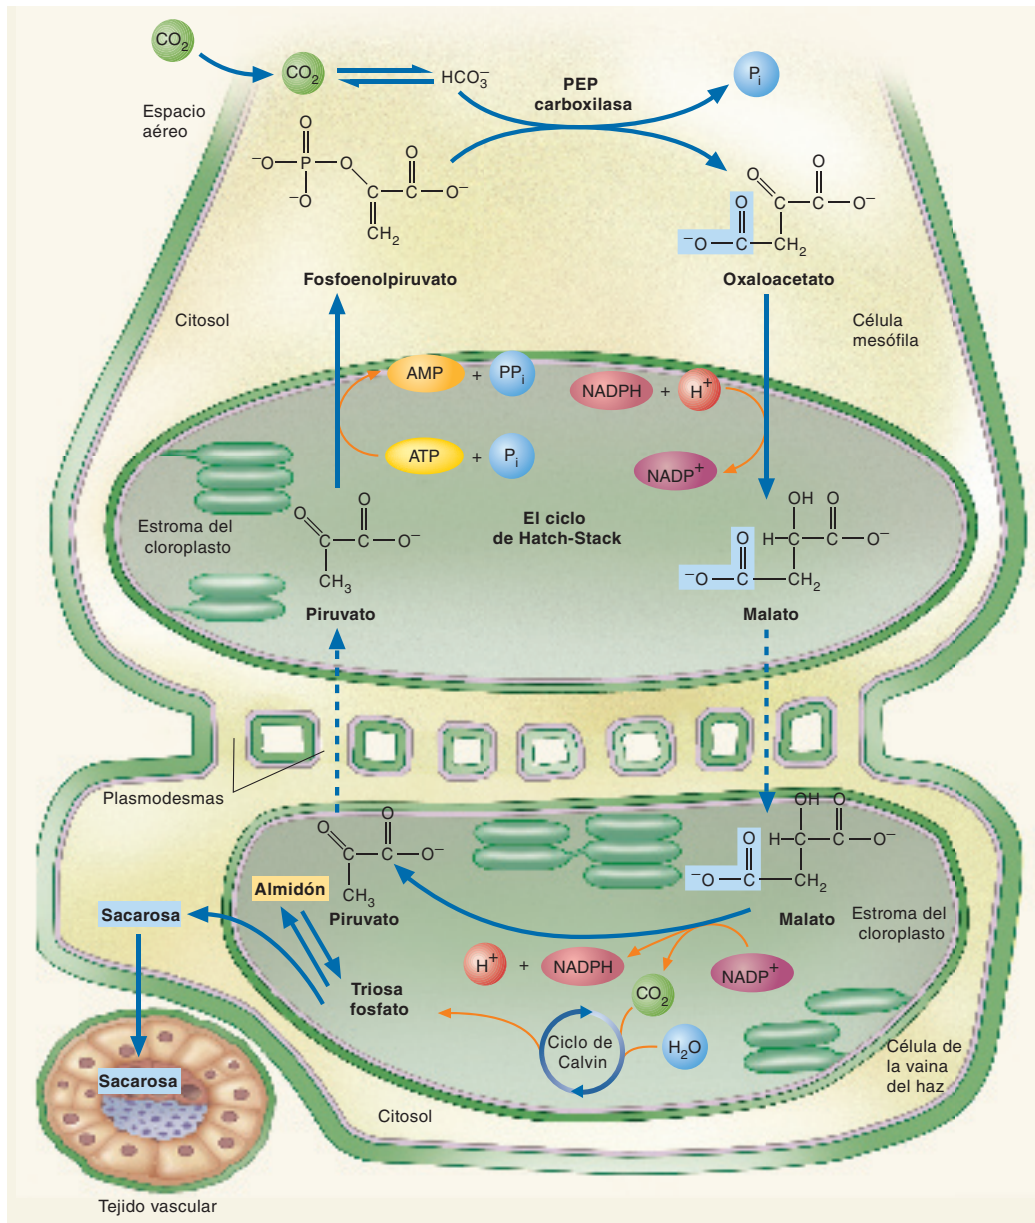 CO2
CO2
HCO3−
PEP
carboxilasa
Pi
Espacio
aéreo
O
−O—P—O
−O
C—C—O−
O
CH2
O
O
O
C—C—O−
−O—C—CH2
Fosfoenolpiruvato
Oxaloacetato
Citosol
Célula
mesófila
AMP + PPi
NADPH + H+
ATP + Pi
NADP+
Estroma del
cloroplasto
El ciclo
de Hatch-Stack
O
O
C—C—O−
CH3
OH
O
O
H—C—C—O−
−O—C—CH2
Piruvato
Malato
Plasmodesmas
O
O
C—C—O−
CH3
OH
O
O
H—C—C—O−
−O—C—CH2
Almidón
Piruvato
Malato
Estroma del
cloroplasto
Sacarosa
H+ + NADPH
NADP+
CO2
Triosa
fosfato
Ciclo de
Calvin
H2O
Célula de
la vaina
del haz
Sacarosa
Citosol
Tejido vascular